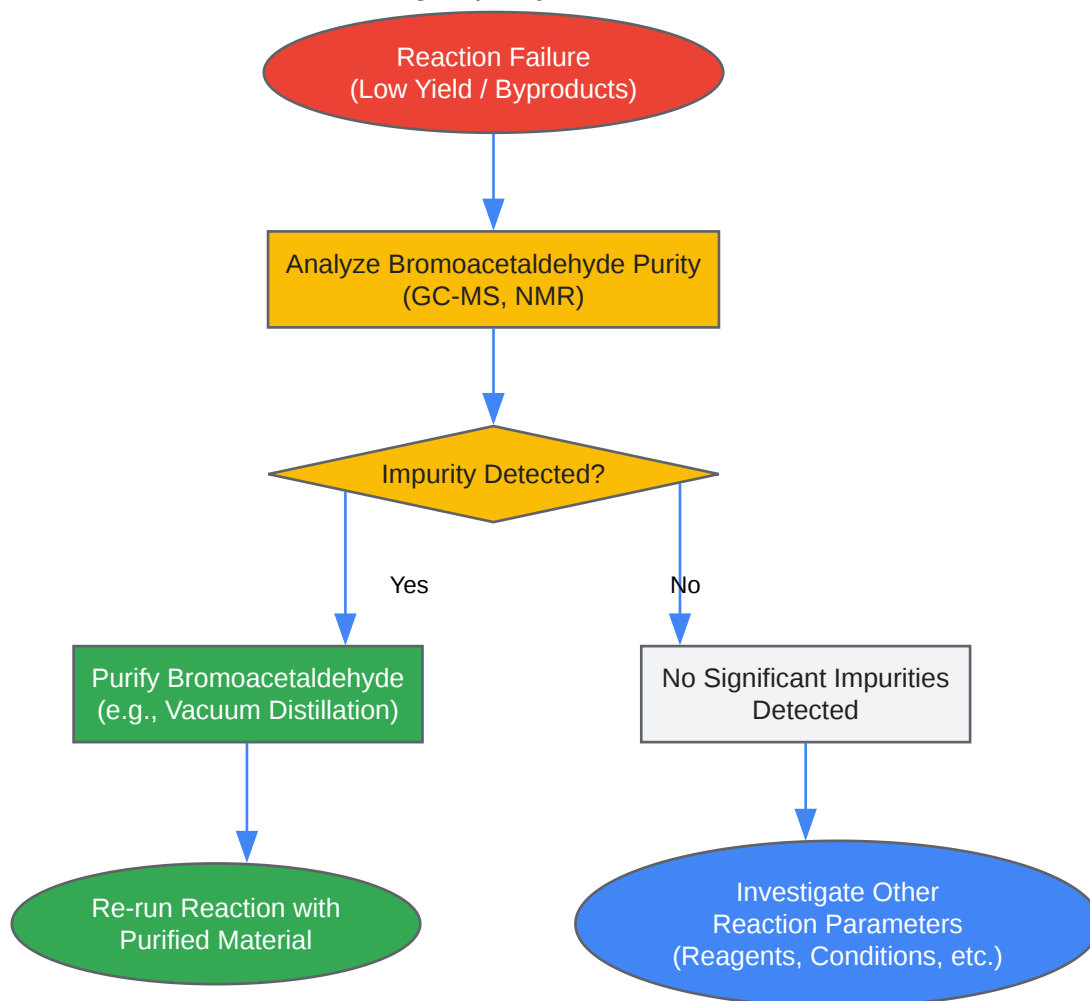 Reaction Failure
(Low Yield / Byproducts)
Analyze Bromoacetaldehyde Purity
(GC-MS, NMR)
Impurity Detected?
Yes
No
Purify Bromoacetaldehyde
(e.g., Vacuum Distillation)
No Significant Impurities
Detected
Re-run Reaction with
Purified Material
Investigate Other
Reaction Parameters
(Reagents, Conditions, etc.)